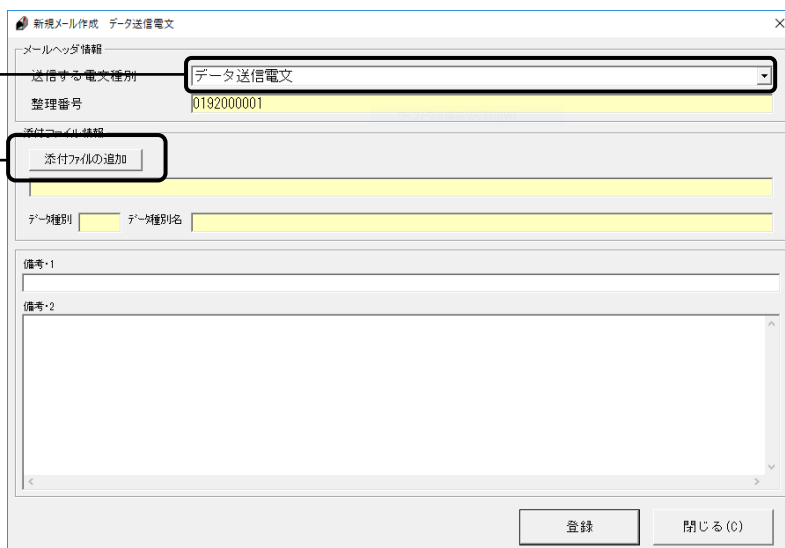 新規メール作成 データ送信電文
メールヘッダ情報
送信する電文種別 データ送信電文
整理番号 0192000001
添付ファイル情報
添付ﾌｧｲﾙの追加
ﾃﾞｰﾀ種別 ﾃﾞｰﾀ種別名
備考・1
備考・2
登録 閉じる(C)